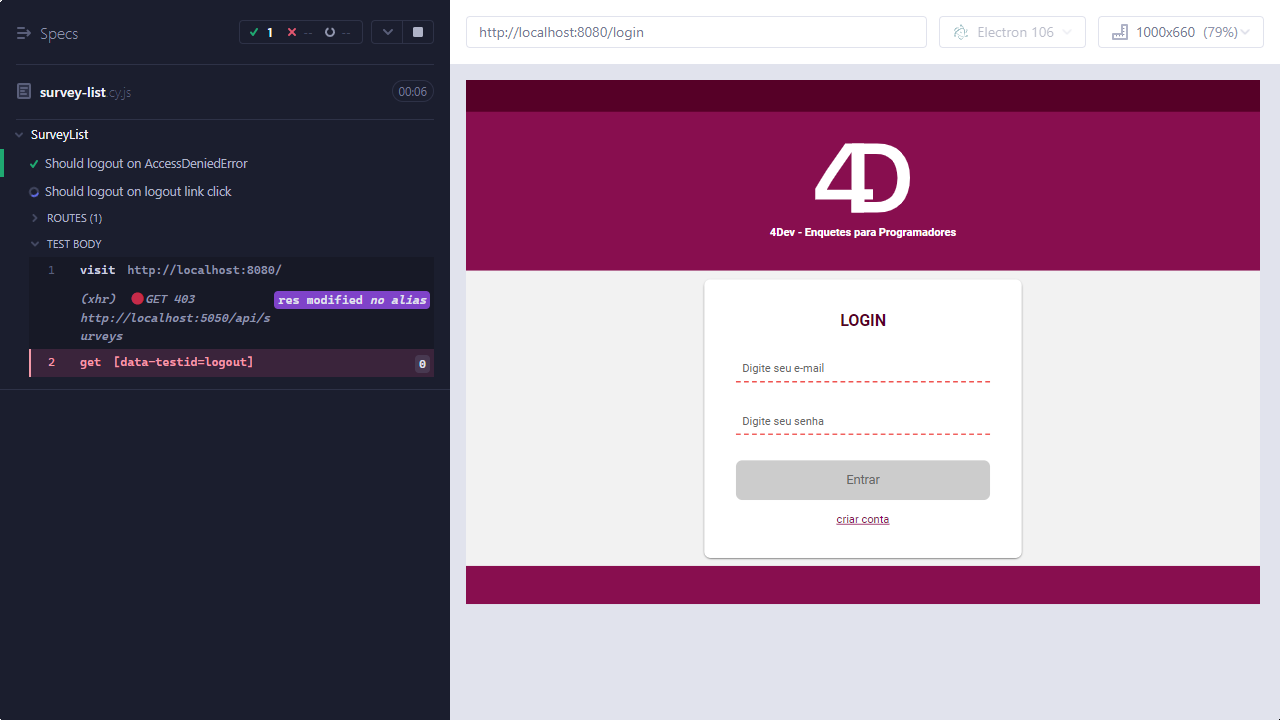 Specs
1
--
--
survey-list.cy.js
00:06
SurveyList
Should logout on AccessDeniedError
Should logout on logout link click
ROUTES (1)
TEST BODY
1 visit http://localhost:8080/
(xhr) GET 403 http://localhost:5050/api/s
urveys
res modified no alias
2 get [data-testid=logout] 0
http://localhost:8080/login
Electron 106
1000x660 (79%)
4D
4Dev - Enquetes para Programadores
LOGIN
Digite seu e-mail
Digite seu senha
Entrar
criar conta